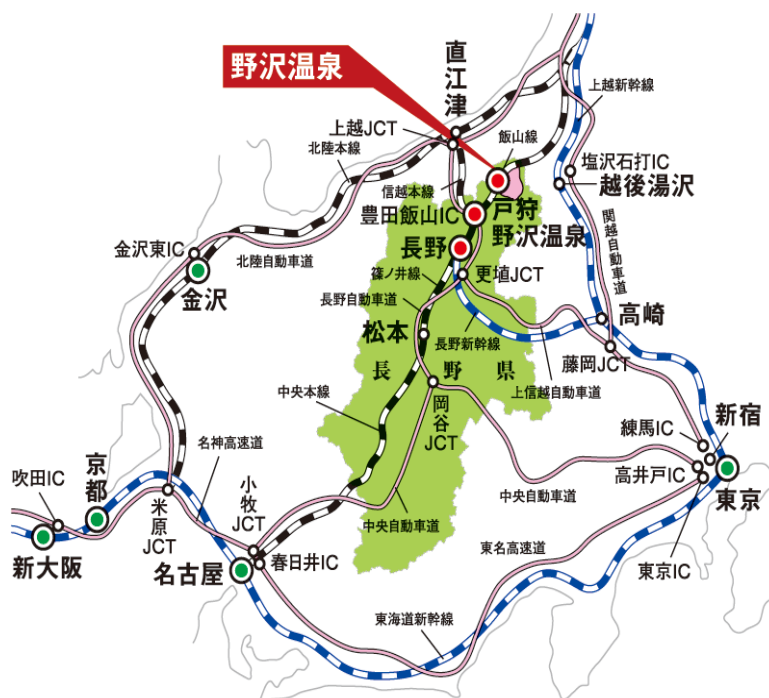 野沢温泉
直江津
上越新幹線
上越JCT
飯山線
北陸本線
塩沢石打IC
越後湯沢
信越本線
豊田飯山IC
戸狩
野沢温泉
関越自動車道
金沢東IC
北陸自動車道
長野
金沢
篠ノ井線
更埴JCT
長野自動車道
高崎
松本
長野新幹線
藤岡JCT
長野県
上信越自動車道
中央本線
岡谷
JCT
練馬IC
新宿
名神高速道
京都
小牧
JCT
高井戸IC
吹田IC
中央自動車道
東京
米原
JCT
中央自動車道
新大阪
春日井IC
東名高速道
名古屋
東京IC
東海道新幹線